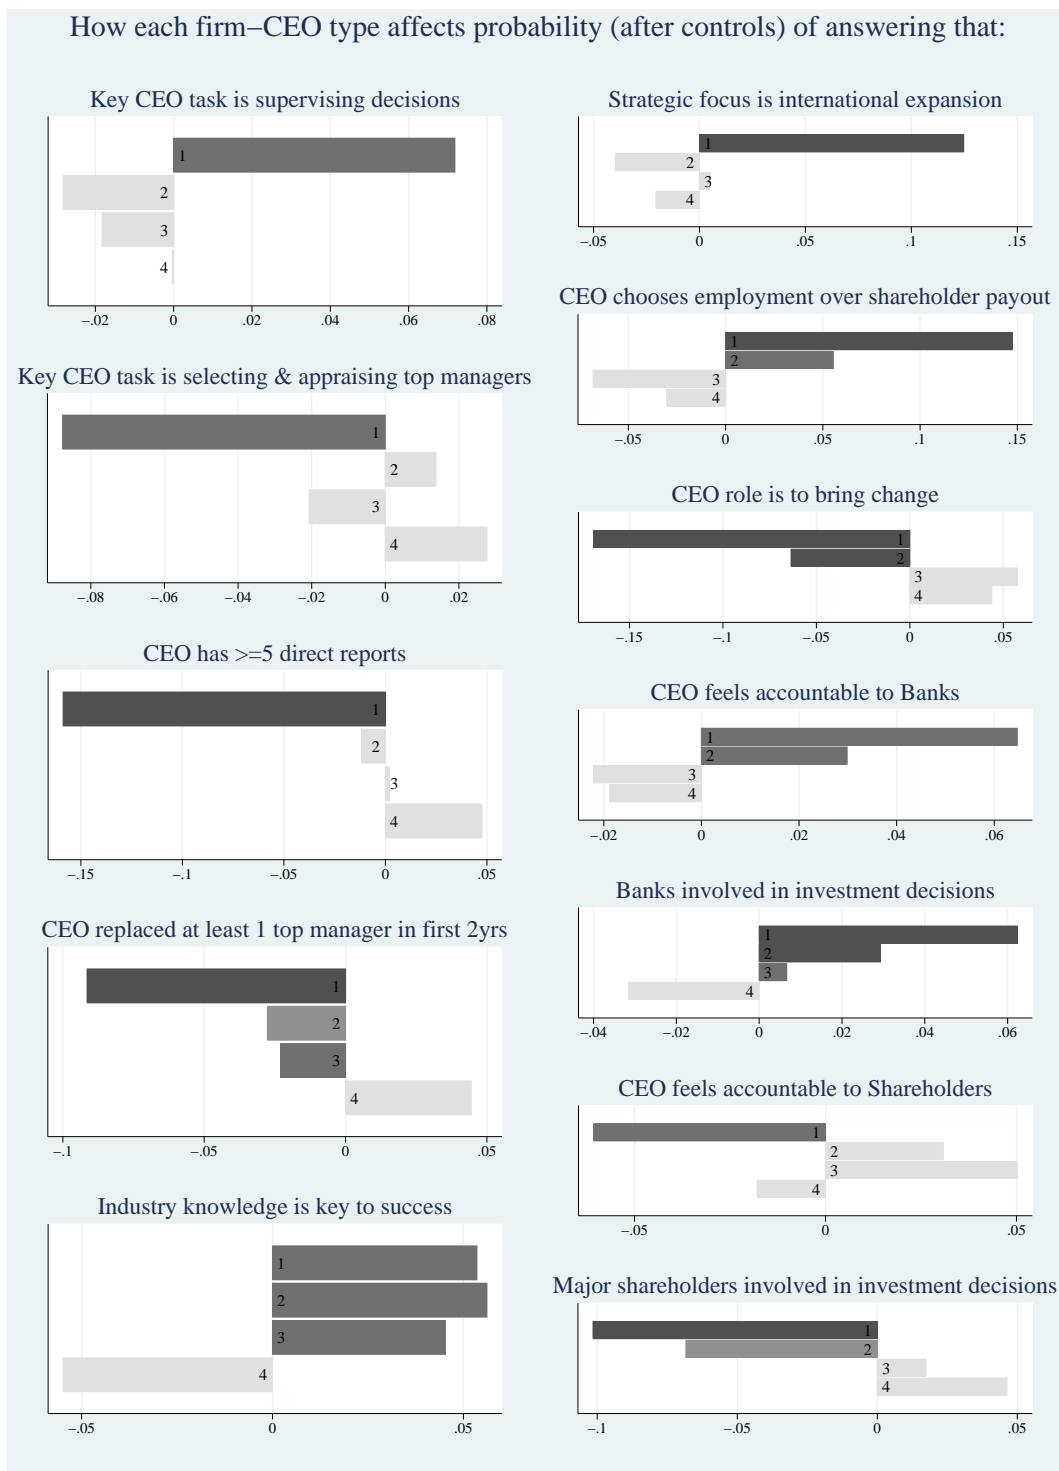 How each firm–CEO type affects probability (after controls) of answering that:
Key CEO task is supervising decisions
1
2
3
4
–.02 0 .02 .04 .06 .08
Key CEO task is selecting & appraising top managers
1
2
3
4
–.08 –.06 –.04 –.02 0 .02
CEO has >=5 direct reports
1
2
3
4
–.15 –.1 –.05 0 .05
CEO replaced at least 1 top manager in first 2yrs
1
2
3
4
–.1 –.05 0 .05
Industry knowledge is key to success
1
2
3
4
–.05 0 .05
Strategic focus is international expansion
1
2
3
4
–.05 0 .05 .1 .15
CEO chooses employment over shareholder payout
1
2
3
4
–.05 0 .05 .1 .15
CEO role is to bring change
1
2
3
4
–.15 –.1 –.05 0 .05
CEO feels accountable to Banks
1
2
3
4
–.02 0 .02 .04 .06
Banks involved in investment decisions
1
2
3
4
–.04 –.02 0 .02 .04 .06
CEO feels accountable to Shareholders
1
2
3
4
–.05 0 .05
Major shareholders involved in investment decisions
1
2
3
4
–.1 –.05 0 .05